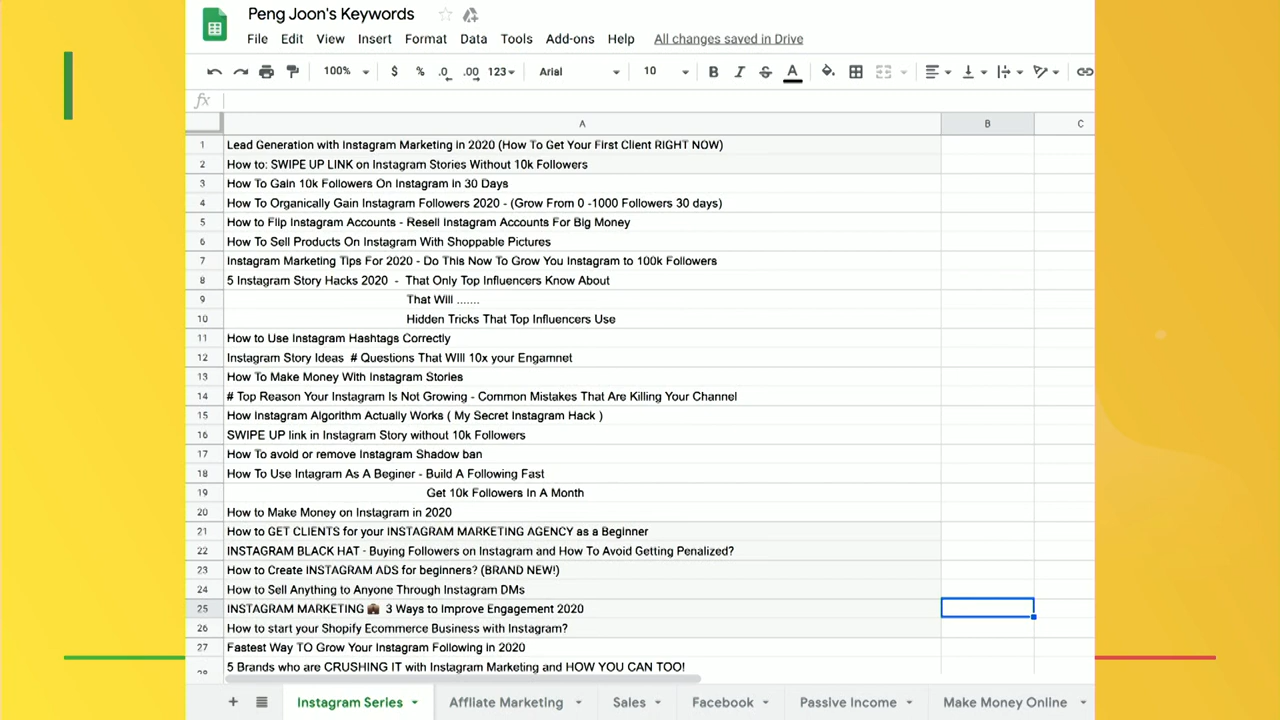 Peng Joon's Keywords
File Edit View Insert Format Data Tools Add-ons Help All changes saved in Drive
100% $ % .0 .00 123 Arial 10 B I S A
fx
A B C
1 Lead Generation with Instagram Marketing in 2020 (How To Get Your First Client RIGHT NOW)
2 How to: SWIPE UP LINK on Instagram Stories Without 10k Followers
3 How To Gain 10k Followers On Instagram in 30 Days
4 How To Organically Gain Instagram Followers 2020 - (Grow From 0 -1000 Followers 30 days)
5 How to Flip Instagram Accounts - Resell Instagram Accounts For Big Money
6 How To Sell Products On Instagram With Shoppable Pictures
7 Instagram Marketing Tips For 2020 - Do This Now To Grow You Instagram to 100k Followers
8 5 Instagram Story Hacks 2020 - That Only Top Influencers Know About
9 That Will .......
10 Hidden Tricks That Top Influencers Use
11 How to Use Instagram Hashtags Correctly
12 Instagram Story Ideas # Questions That WIll 10x your Engamnet
13 How To Make Money With Instagram Stories
14 # Top Reason Your Instagram Is Not Growing - Common Mistakes That Are Killing Your Channel
15 How Instagram Algorithm Actually Works ( My Secret Instagram Hack )
16 SWIPE UP link in Instagram Story without 10k Followers
17 How To avoid or remove Instagram Shadow ban
18 How To Use Intagram As A Beginer - Build A Following Fast
19 Get 10k Followers In A Month
20 How to Make Money on Instagram in 2020
21 How to GET CLIENTS for your INSTAGRAM MARKETING AGENCY as a Beginner
22 INSTAGRAM BLACK HAT - Buying Followers on Instagram and How To Avoid Getting Penalized?
23 How to Create INSTAGRAM ADS for beginners? (BRAND NEW!)
24 How to Sell Anything to Anyone Through Instagram DMs
25 INSTAGRAM MARKETING 💼 3 Ways to Improve Engagement 2020
26 How to start your Shopify Ecommerce Business with Instagram?
27 Fastest Way TO Grow Your Instagram Following in 2020
28 5 Brands who are CRUSHING IT with Instagram Marketing and HOW YOU CAN TOO!
+ Instagram Series Affliate Marketing Sales Facebook Passive Income Make Money Online